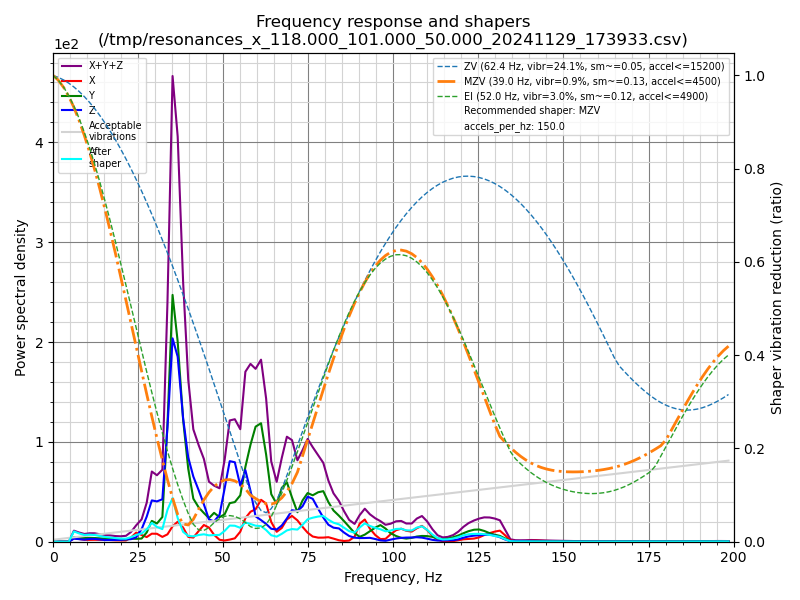 Frequency response and shapers
(/tmp/resonances_x_118.000_101.000_50.000_20241129_173933.csv)
1e2
X+Y+Z
X
Y
Z
Acceptable
vibrations
After
shaper
ZV (62.4 Hz, vibr=24.1%, sm~=0.05, accel<=15200)
MZV (39.0 Hz, vibr=0.9%, sm~=0.13, accel<=4500)
EI (52.0 Hz, vibr=3.0%, sm~=0.12, accel<=4900)
Recommended shaper: MZV
accels_per_hz: 150.0
Power spectral density
4
3
2
1
0
1.0
0.8
0.6
0.4
0.2
0.0
Shaper vibration reduction (ratio)
0 25 50 75 100 125 150 175 200
Frequency, Hz